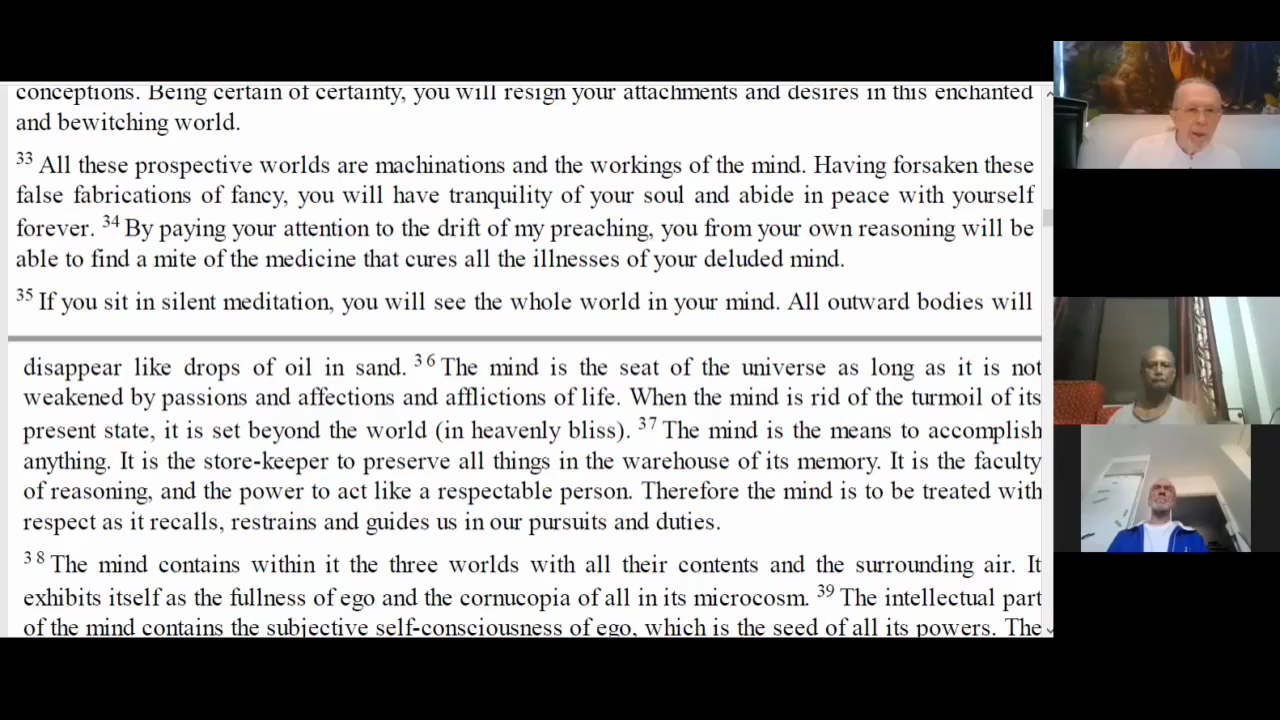 conceptions. Being certain of certainty, you will resign your attachments and desires in this enchanted
and bewitching world.
33 All these prospective worlds are machinations and the workings of the mind. Having forsaken these
false fabrications of fancy, you will have tranquility of your soul and abide in peace with yourself
forever. 34 By paying your attention to the drift of my preaching, you from your own reasoning will be
able to find a mite of the medicine that cures all the illnesses of your deluded mind.
35 If you sit in silent meditation, you will see the whole world in your mind. All outward bodies will
disappear like drops of oil in sand. 36 The mind is the seat of the universe as long as it is not
weakened by passions and affections and afflictions of life. When the mind is rid of the turmoil of its
present state, it is set beyond the world (in heavenly bliss). 37 The mind is the means to accomplish
anything. It is the store-keeper to preserve all things in the warehouse of its memory. It is the faculty
of reasoning, and the power to act like a respectable person. Therefore the mind is to be treated with
respect as it recalls, restrains and guides us in our pursuits and duties.
38 The mind contains within it the three worlds with all their contents and the surrounding air. It
exhibits itself as the fullness of ego and the cornucopia of all in its microcosm. 39 The intellectual part
of the mind contains the subjective self-consciousness of ego, which is the seed of all its powers. The